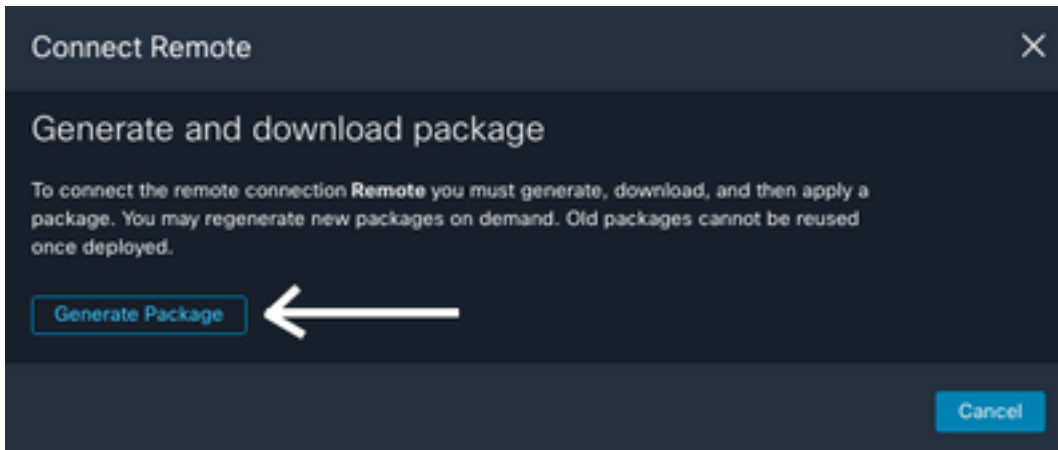 Connect Remote
Generate and download package
To connect the remote connection Remote you must generate, download, and then apply a
package. You may regenerate new packages on demand. Old packages cannot be reused
once deployed.
Generate Package
Cancel